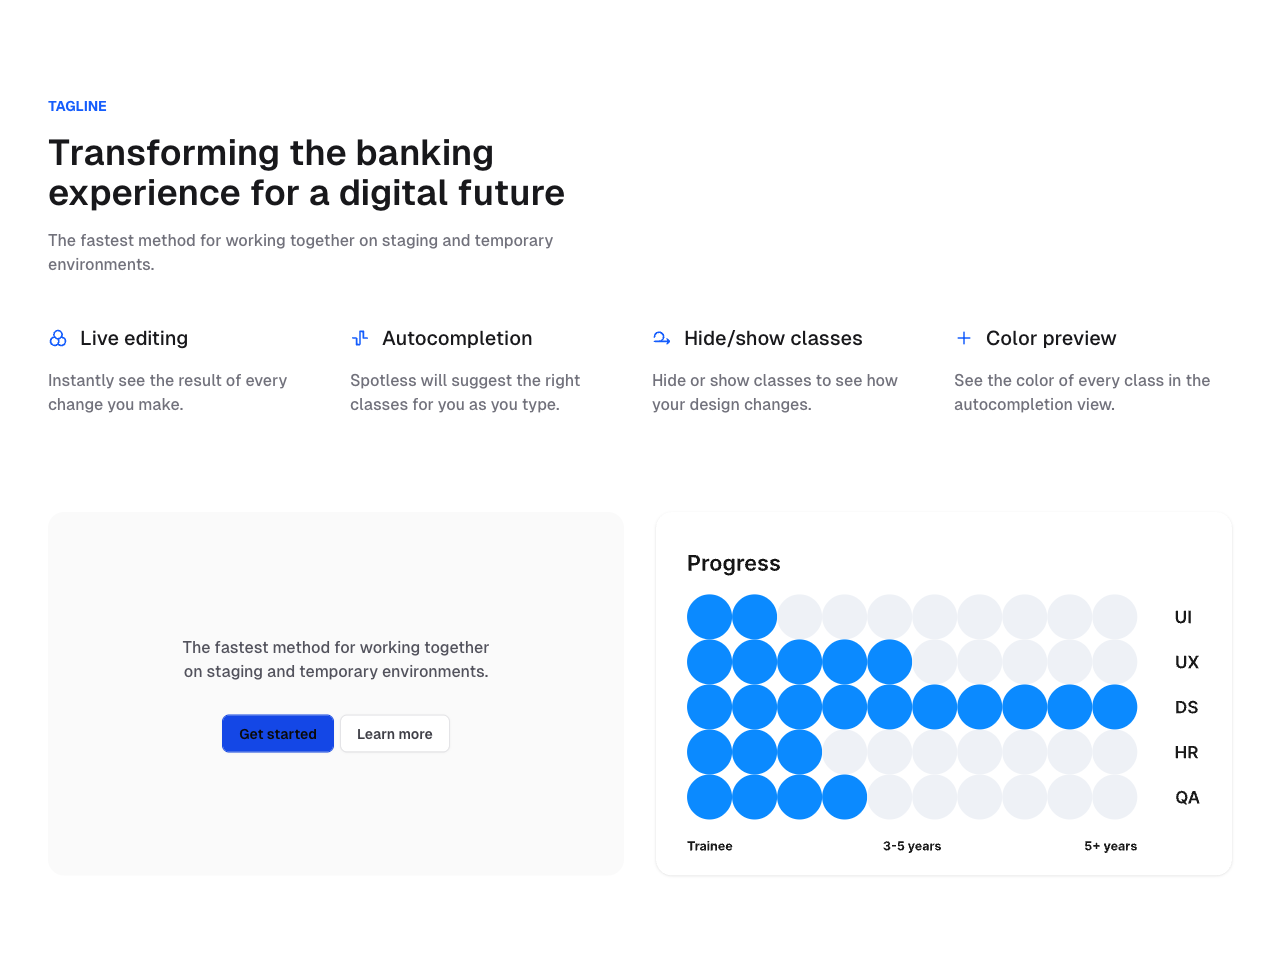 TAGLINE
Transforming the banking
experience for a digital future
The fastest method for working together on staging and temporary
environments.
Live editing
Instantly see the result of every
change you make.
Autocompletion
Spotless will suggest the right
classes for you as you type.
Hide/show classes
Hide or show classes to see how
your design changes.
Color preview
See the color of every class in the
autocompletion view.
The fastest method for working together
on staging and temporary environments.
Get started
Learn more
Progress
UI
UX
DS
HR
QA
Trainee
3-5 years
5+ years